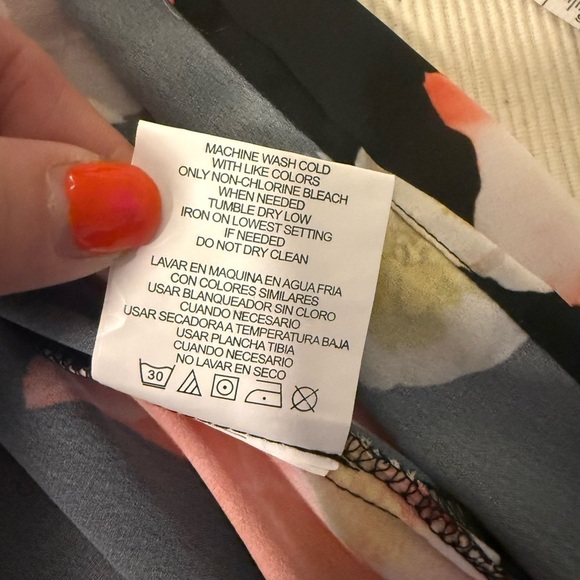 MACHINE WASH COLD
WITH LIKE COLORS
ONLY NON-CHLORINE BLEACH
WHEN NEEDED
TUMBLE DRY LOW
IRON ON LOWEST SETTING
IF NEEDED
DO NOT DRY CLEAN
LAVAR EN MAQUINA EN AGUA FRIA
CON COLORES SIMILARES
USAR BLANQUEADOR SIN CLORO
CUANDO NECESARIO
USAR SECADORA A TEMPERATURA BAJA
USAR PLANCHA TIBIA
CUANDO NECESARIO
NO LAVAR EN SECO
30